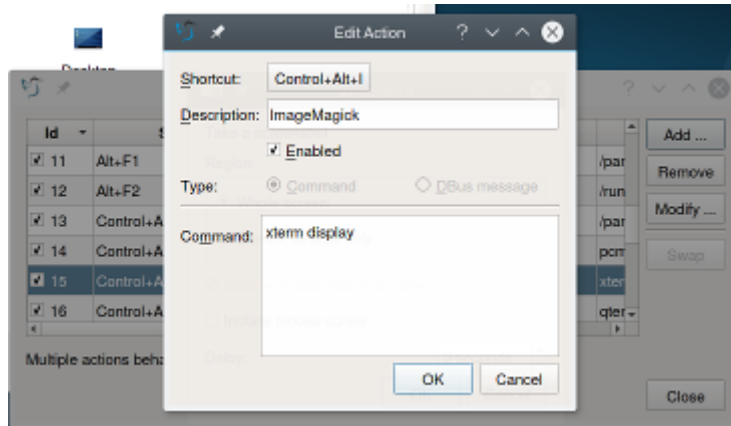 Edit Action
Shortcut: Control+Alt+I
Description: ImageMagick
Enabled
Type: Command DBus message
Command: xterm display
OK Cancel
Id
11 Alt+F1 /par
12 Alt+F2 /run
13 Control+A /par
14 Control+A pcm
15 Control+A xter
16 Control+A qter
Multiple actions beha
Add ...
Remove
Modify ...
Swap
Close